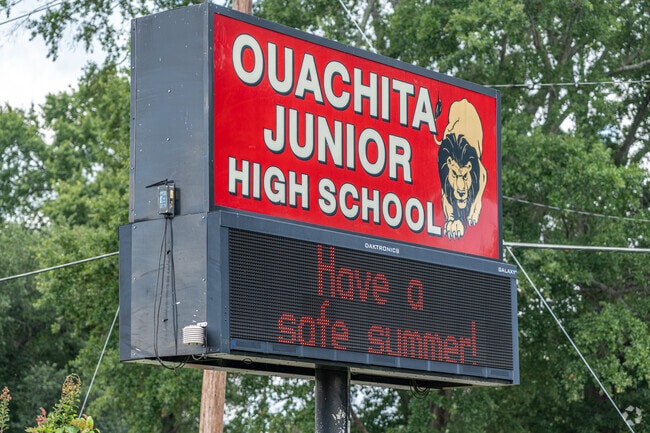 OUACHITA
JUNIOR
HIGH SCHOOL
DAKTRONICS
GALAXY
Have a
safe summer!